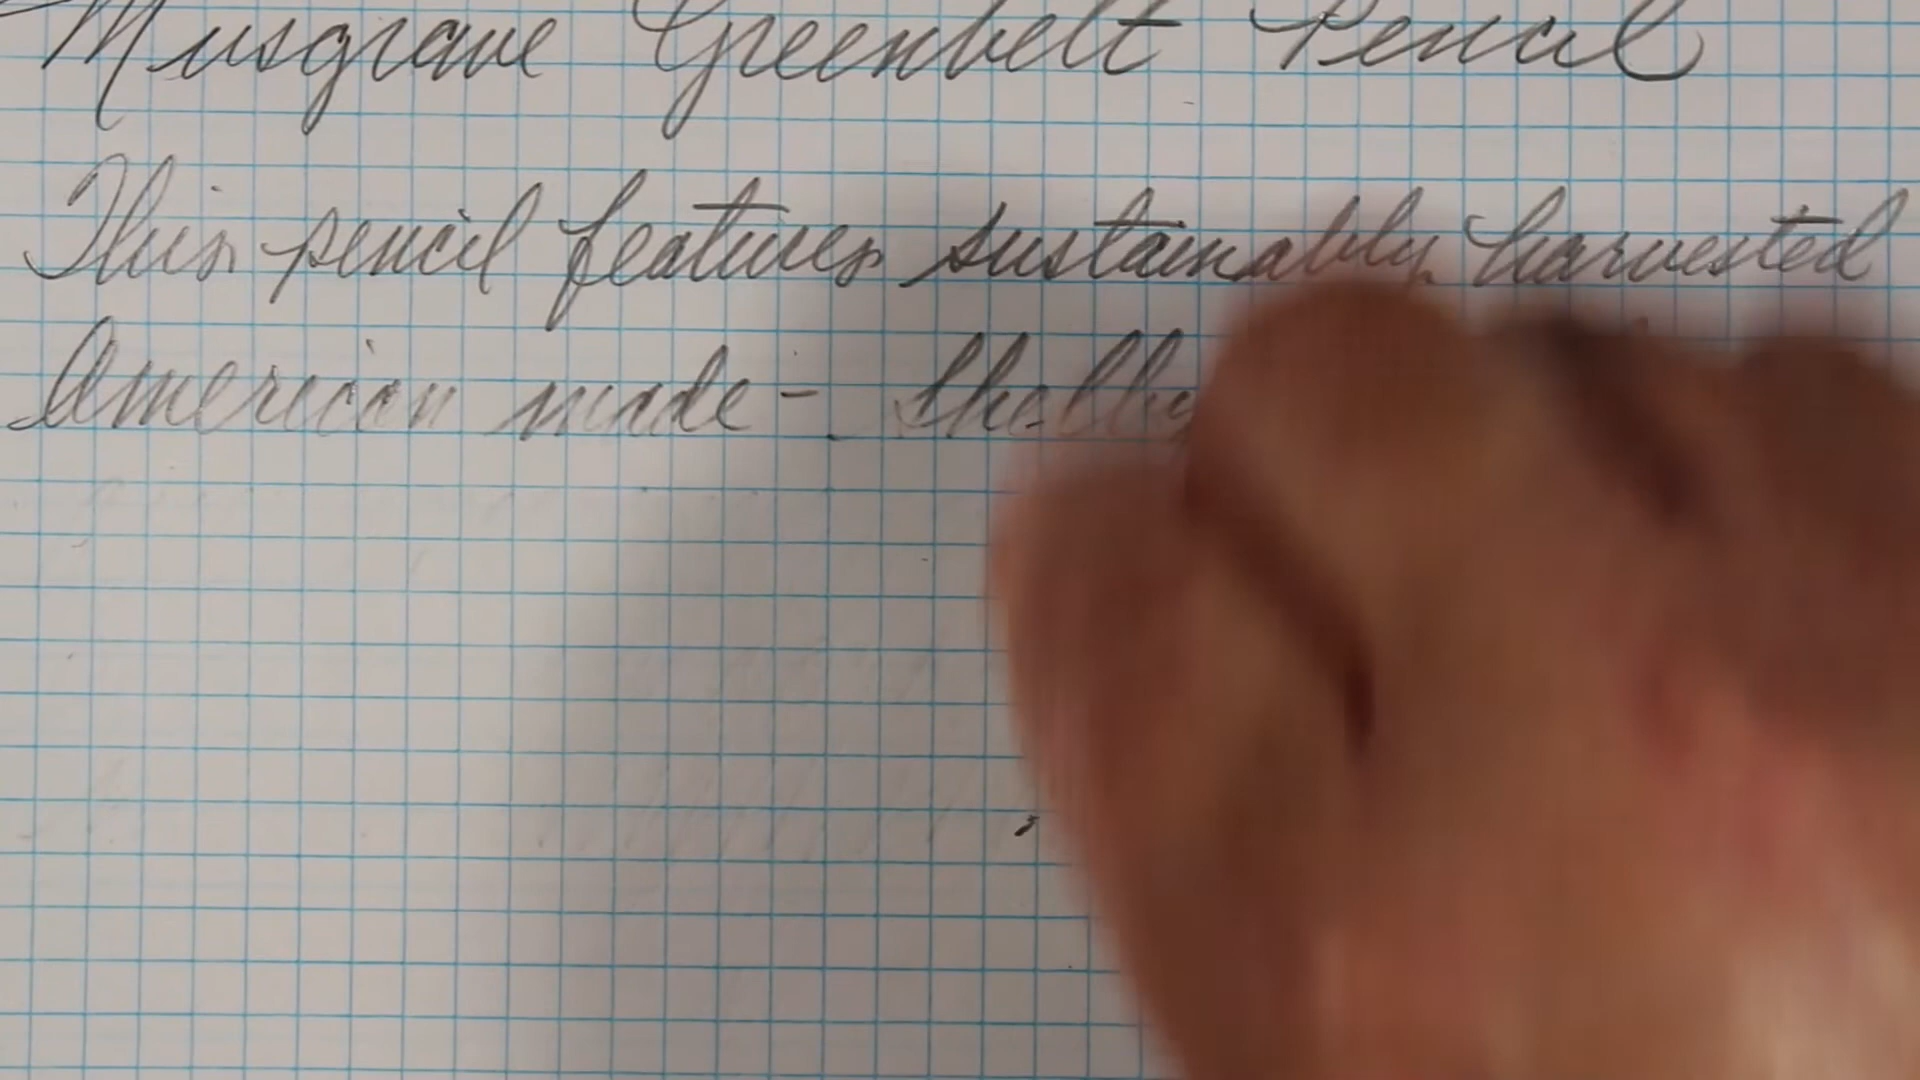 Musgrave Greenbelt Pencil
This pencil features sustainably harvested
American made - Shelby